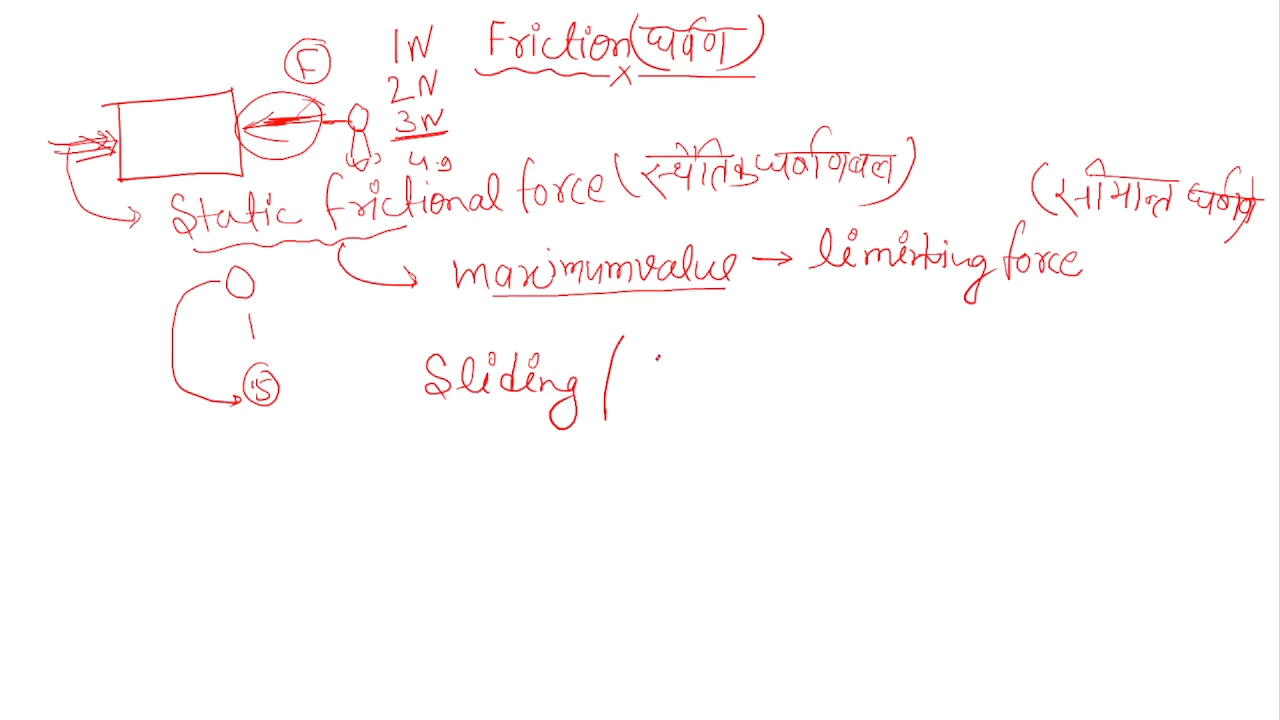 F
1N
2N
3N
4.9
Friction (घर्षण)
Static frictional force (स्थैतिक घर्षण बल)
(सीमान्त घर्षण)
maximum value → limiting force
0
15
Sliding (